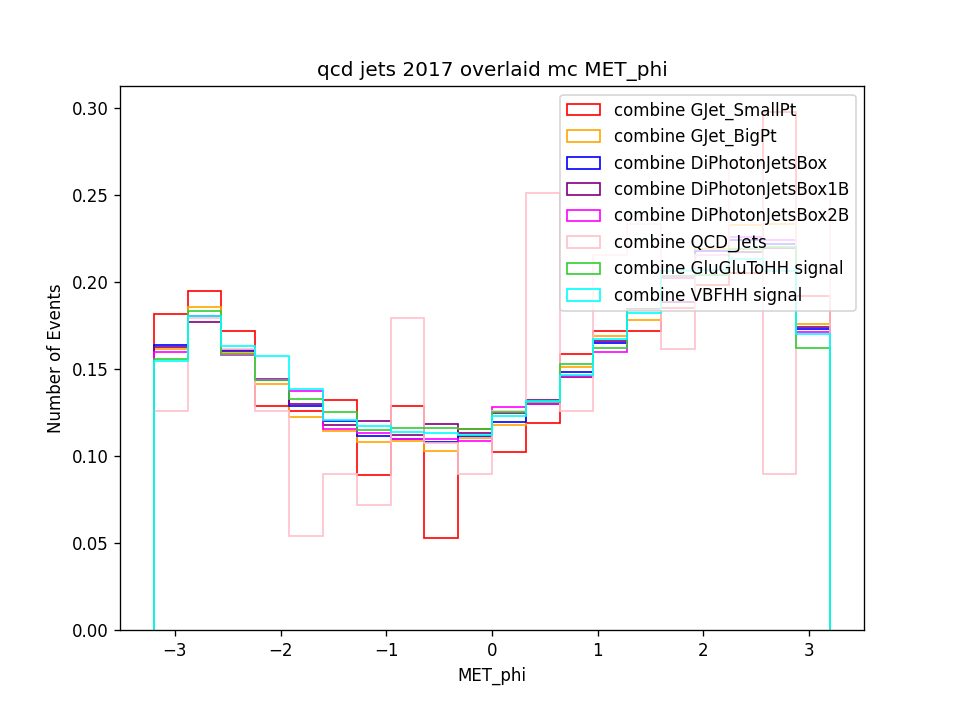 qcd jets 2017 overlaid mc MET_phi
combine GJet_SmallPt
combine GJet_BigPt
combine DiPhotonJetsBox
combine DiPhotonJetsBox1B
combine DiPhotonJetsBox2B
combine QCD_Jets
combine GluGluToHH signal
combine VBFHH signal
Number of Events
0.30
0.25
0.20
0.15
0.10
0.05
0.00
−3 −2 −1 0 1 2 3
MET_phi